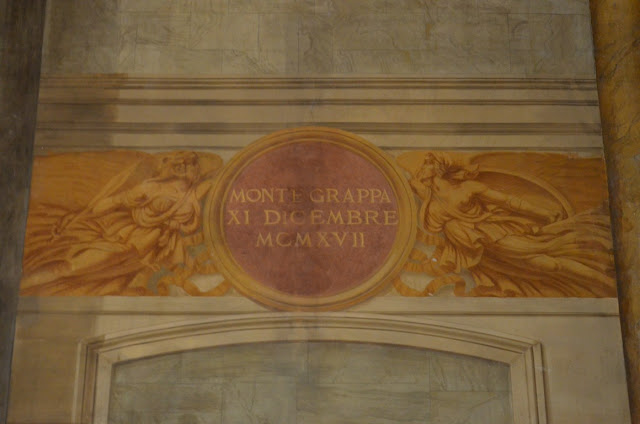 MONTE GRAPPA
XI DICEMBRE
MCMXVII